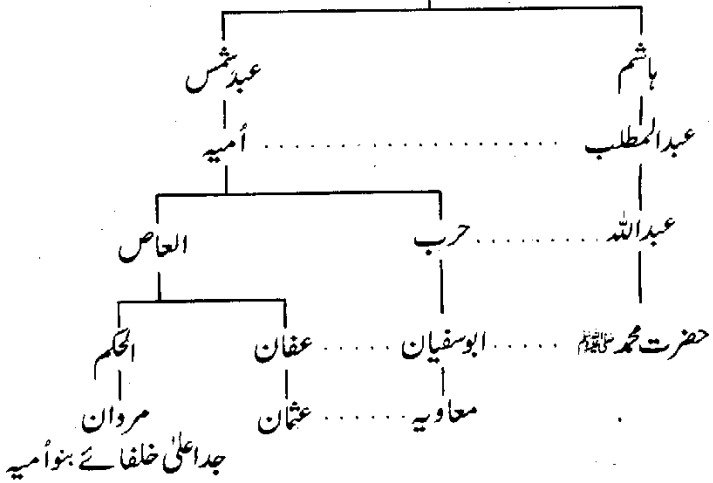 ہاشم عبدشمس
عبدالمطلب . . . . . . . . . . . . . . . . . . . . اُمیہ
عبداللہ . . . . . . . . . حرب العاص
حضرت محمد ﷺ . . . . . . ابوسفیان . . . . . عفان الحکم
معاویہ . . . . . . عثمان مردان
جداعلیٰ خلفائے بنواُمیہ